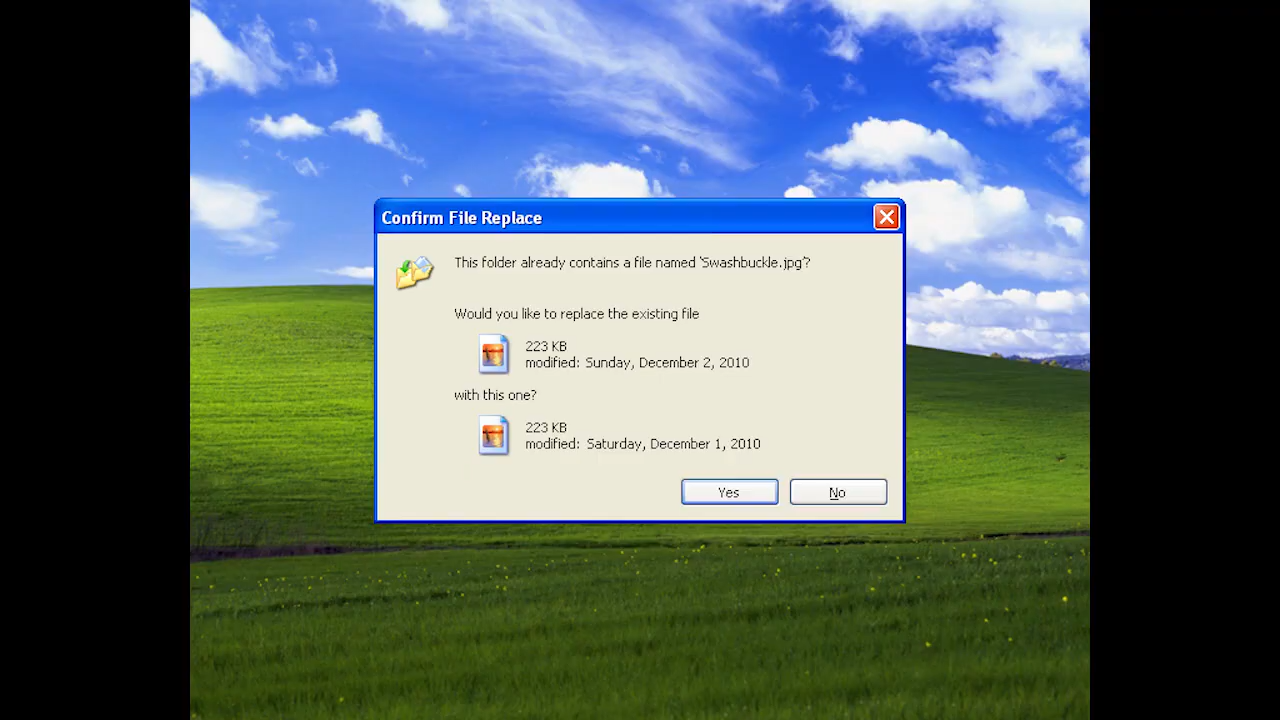 Confirm File Replace
This folder already contains a file named 'Swashbuckle.jpg'?
Would you like to replace the existing file
223 KB
modified: Sunday, December 2, 2010
with this one?
223 KB
modified: Saturday, December 1, 2010
Yes
No